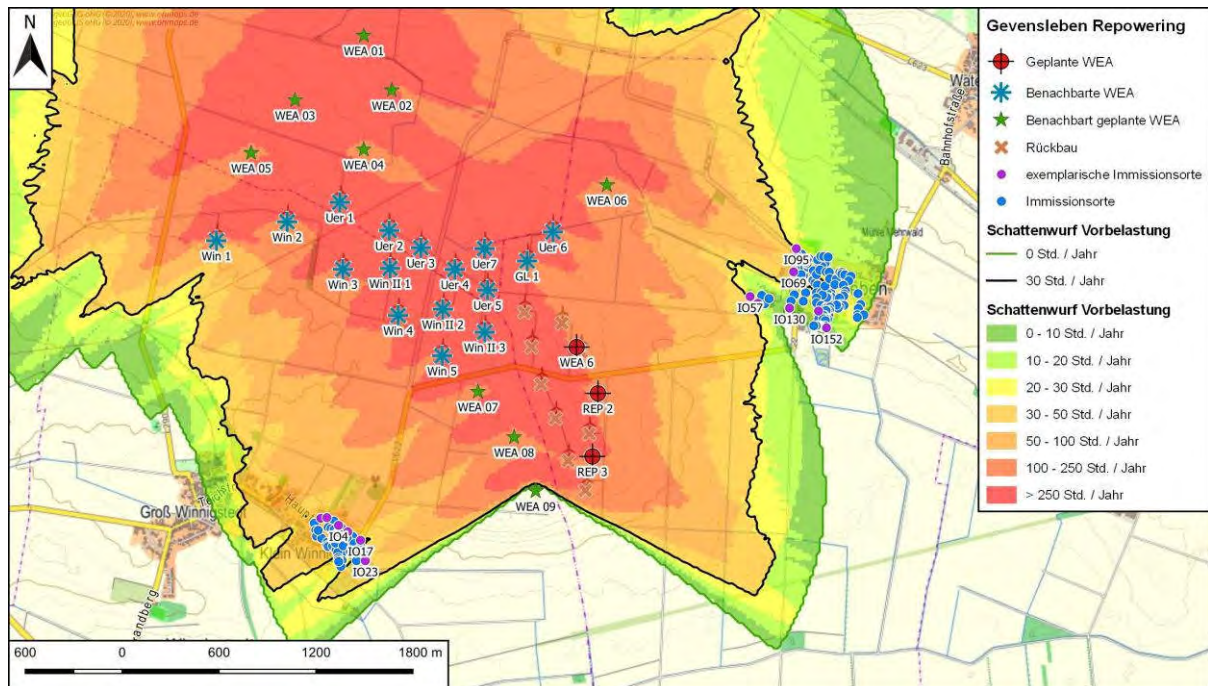 N
WEA 01
WEA 02
WEA 03
WEA 04
WEA 05
WEA 06
Uer 1
Win 2
Win 1
Uer 2
Uer 3
Uer7
Uer 6
GL 1
Win 3
Win II 1
Uer 4
Uer 5
Win 4
Win II 2
Win II 3
Win 5
WEA 6
WEA 07
REP 2
WEA 08
REP 3
WEA 09
IO95
IO69
IO57
IO130
IO152
IO4
IO17
IO23
Groß Winnigstedt
Klein
Bahnhofstraße
600 0 600 1200 1800 m
Gevensleben Repowering
Geplante WEA
Benachbarte WEA
Benachbart geplante WEA
Rückbau
exemplarische Immissionsorte
Immissionsorte
Schattenwurf Vorbelastung
0 Std. / Jahr
30 Std. / Jahr
Schattenwurf Vorbelastung
0 - 10 Std. / Jahr
10 - 20 Std. / Jahr
20 - 30 Std. / Jahr
30 - 50 Std. / Jahr
50 - 100 Std. / Jahr
100 - 250 Std. / Jahr
> 250 Std. / Jahr